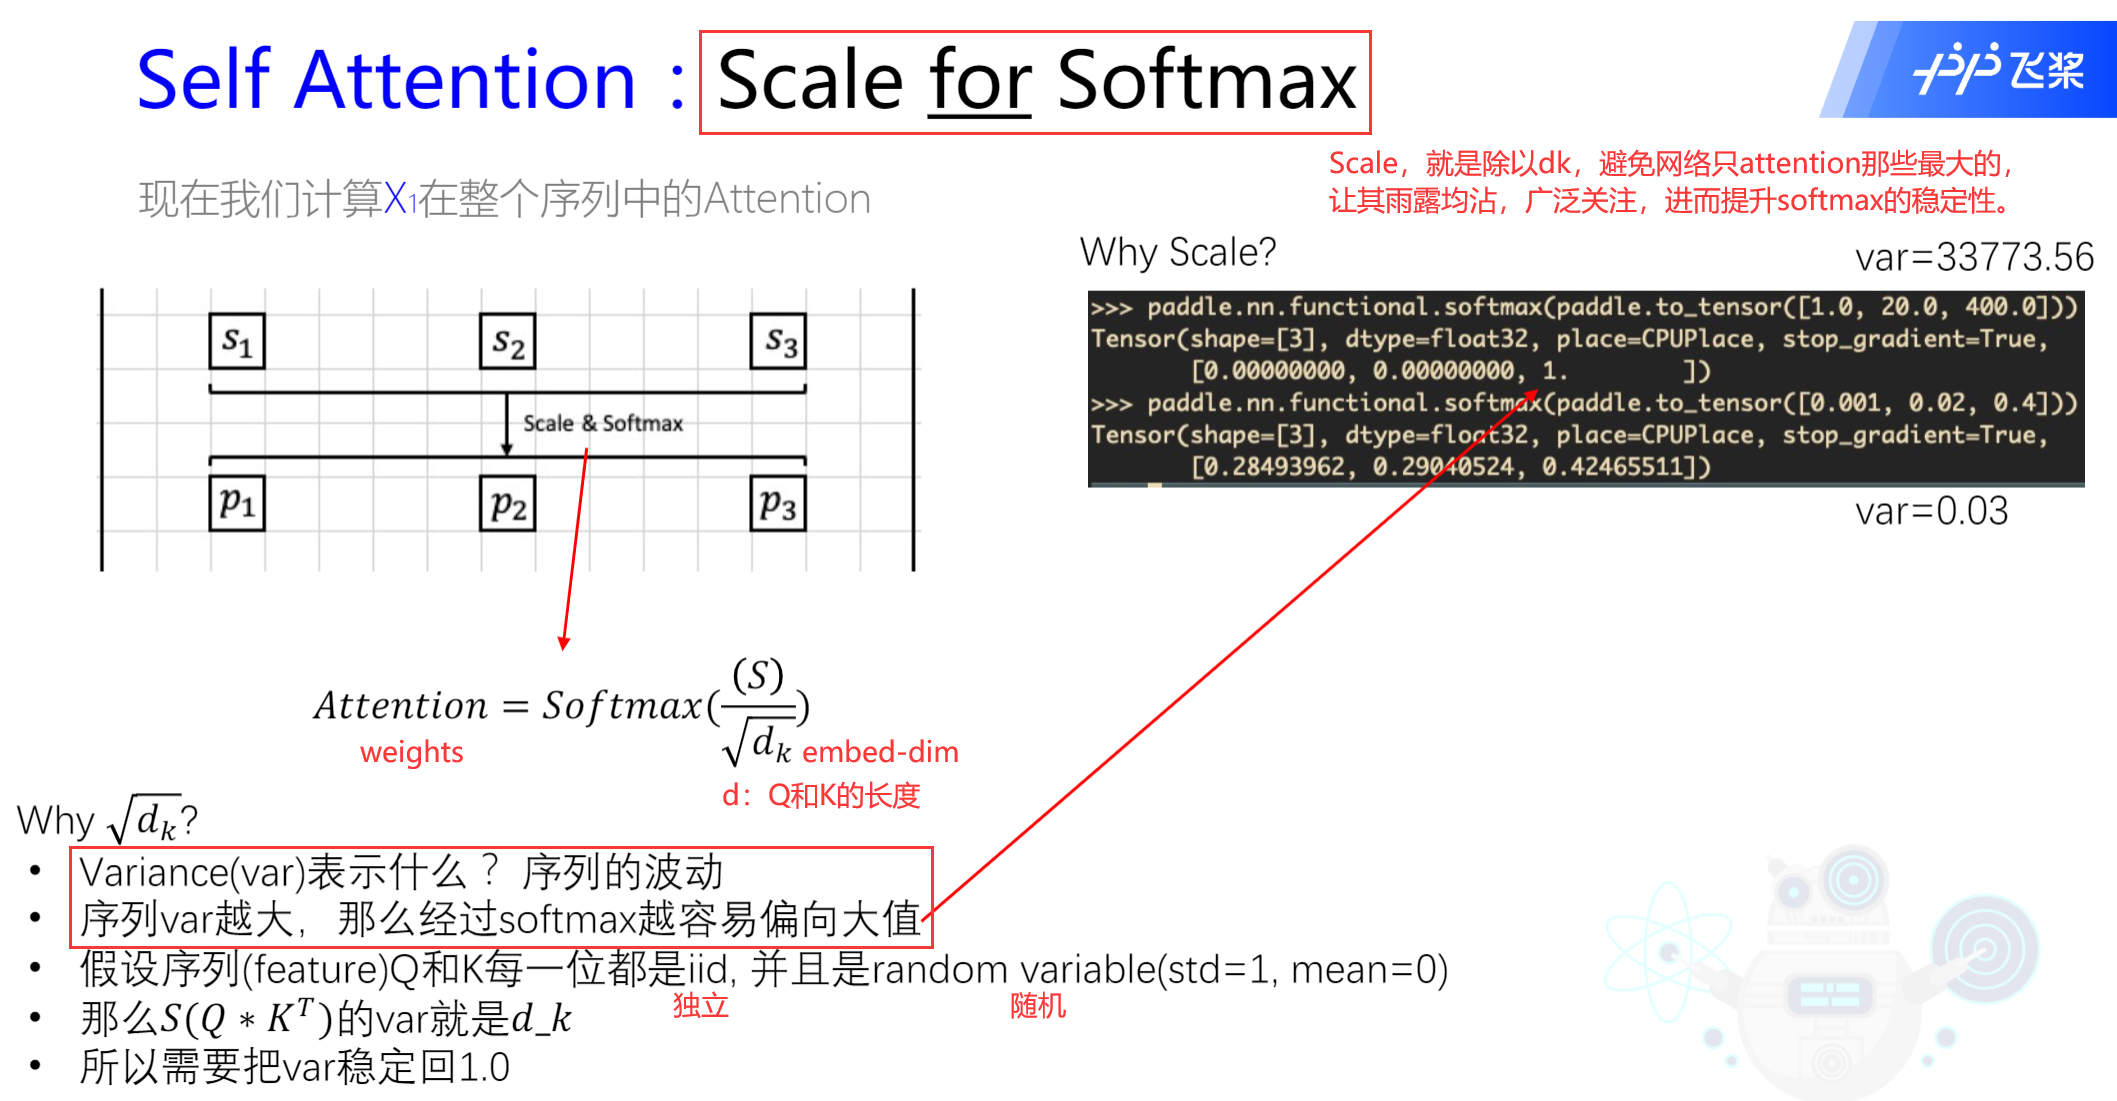 Self Attention：Scale for Softmax
飞桨
现在我们计算X₁在整个序列中的Attention
Scale，就是除以dk，避免网络只attention那些最大的，
让其雨露均沾，广泛关注，进而提升softmax的稳定性。
Why Scale?
var=33773.56
>>> paddle.nn.functional.softmax(paddle.to_tensor([1.0, 20.0, 400.0]))
Tensor(shape=[3], dtype=float32, place=CPUPlace, stop_gradient=True,
[0.00000000, 0.00000000, 1. ])
>>> paddle.nn.functional.softmax(paddle.to_tensor([0.001, 0.02, 0.4]))
Tensor(shape=[3], dtype=float32, place=CPUPlace, stop_gradient=True,
[0.28493962, 0.29040524, 0.42465511])
var=0.03
s₁ s₂ s₃
Scale & Softmax
p₁ p₂ p₃
Attention = Softmax((S)/√dₖ)
weights
embed-dim
d：Q和K的长度
Why √dₖ?
• Variance(var)表示什么？ 序列的波动
• 序列var越大，那么经过softmax越容易偏向大值
• 假设序列(feature)Q和K每一位都是iid, 并且是random variable(std=1, mean=0)
独立 随机
• 那么S(Q ∗ Kᵀ)的var就是d_k
• 所以需要把var稳定回1.0